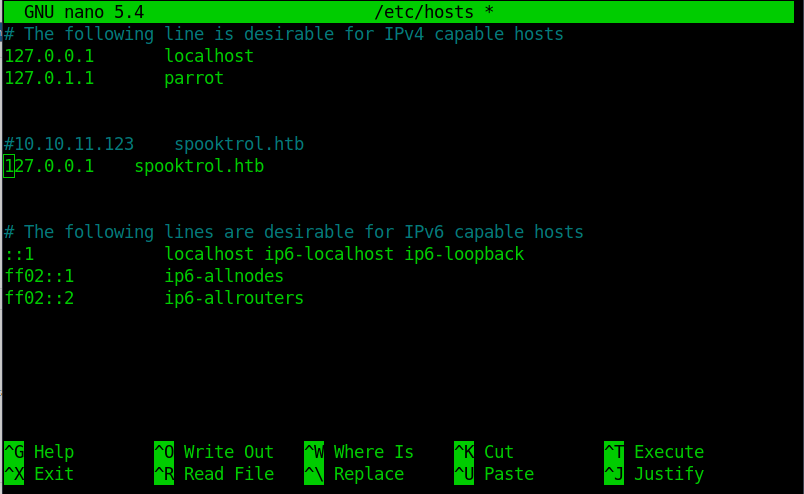 GNU nano 5.4 /etc/hosts *
# The following line is desirable for IPv4 capable hosts
127.0.0.1 localhost
127.0.1.1 parrot
#10.10.11.123 spooktrol.htb
127.0.0.1 spooktrol.htb
# The following lines are desirable for IPv6 capable hosts
::1 localhost ip6-localhost ip6-loopback
ff02::1 ip6-allnodes
ff02::2 ip6-allrouters
^G Help ^O Write Out ^W Where Is ^K Cut ^T Execute
^X Exit ^R Read File ^\ Replace ^U Paste ^J Justify